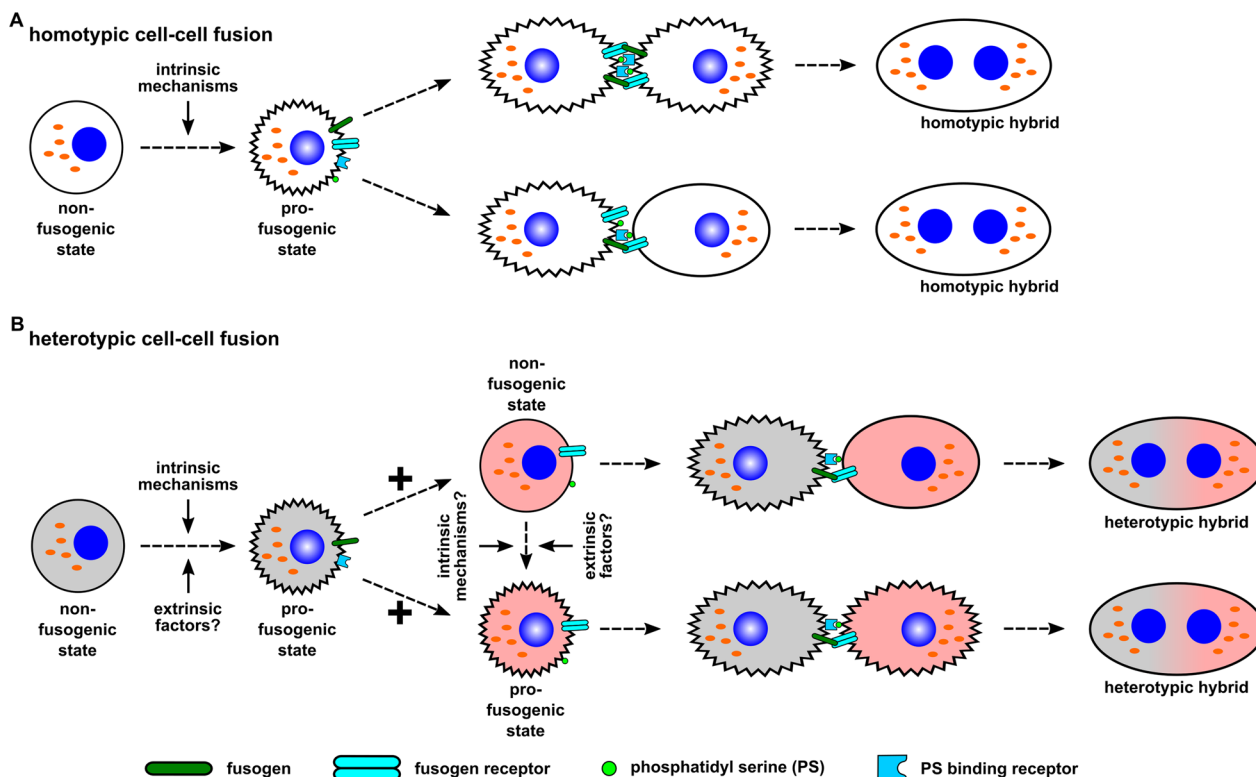 A
homotypic cell-cell fusion
intrinsic
mechanisms
non-
fusogenic
state
pro-
fusogenic
state
homotypic hybrid
homotypic hybrid
B
heterotypic cell-cell fusion
non-
fusogenic
state
intrinsic
mechanisms
+
intrinsic
mechanisms?
extrinsic
factors?
heterotypic hybrid
non-
fusogenic
state
extrinsic
factors?
pro-
fusogenic
state
+
pro-
fusogenic
state
heterotypic hybrid
fusogen
fusogen receptor
phosphatidyl serine (PS)
PS binding receptor